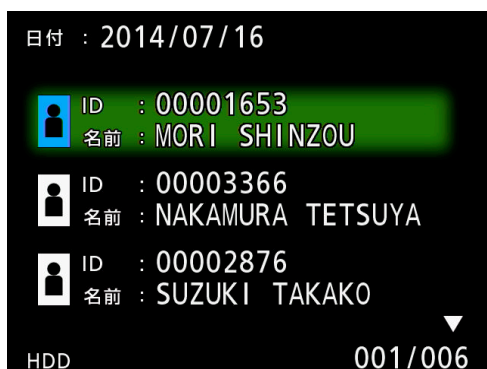 日付 : 2014/07/16
ID : 00001653
名前 : MORI SHINZOU
ID : 00003366
名前 : NAKAMURA TETSUYA
ID : 00002876
名前 : SUZUKI TAKAKO
▼
HDD 001/006